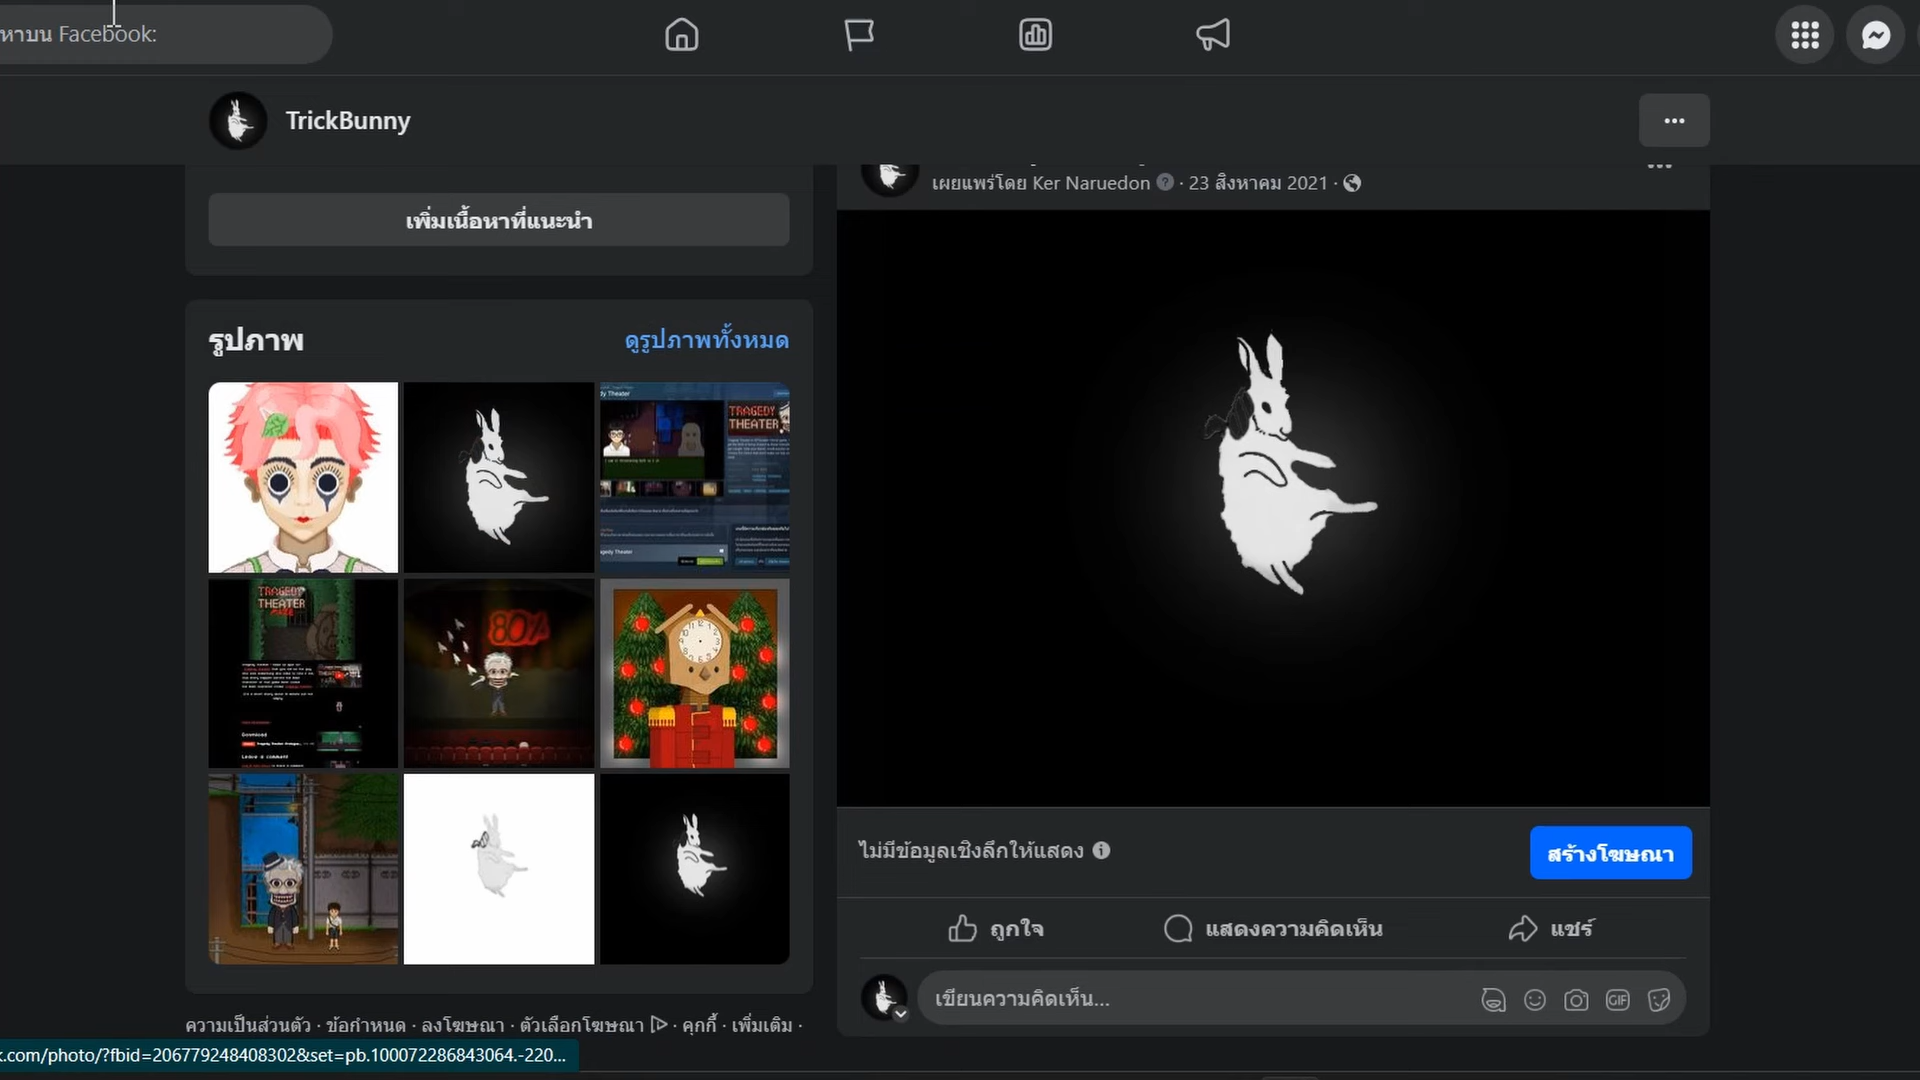 หาบน Facebook:
TrickBunny
เผยแพร่โดย Ker Naruedon · 23 สิงหาคม 2021 ·
เพิ่มเนื้อหาที่แนะนำ
รูปภาพ
ดูรูปภาพทั้งหมด
dy Theater
TRAGEDY
THEATER
TRAGEDY
THEATER
80%
Download
ไม่มีข้อมูลเชิงลึกให้แสดง
สร้างโฆษณา
ถูกใจ
แสดงความคิดเห็น
แชร์
เขียนความคิดเห็น...
GIF
ความเป็นส่วนตัว · ข้อกำหนด · ลงโฆษณา · ตัวเลือกโฆษณา · คุกกี้ · เพิ่มเติม ·
k.com/photo/?fbid=206779248408302&set=pb.100072286843064.-220...